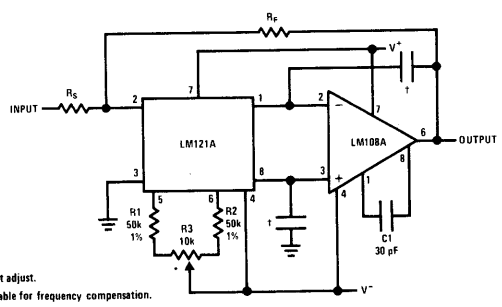 RF
V+
RS
7
INPUT
2
1
†
2
−
7
LM121A
LM108A
6
OUTPUT
3
8
3
+
8
5
6
4
1
4
R1
50k
1%
R3
10k
R2
50k
1%
†
C1
30 pF
*
V−
t adjust.
able for frequency compensation.